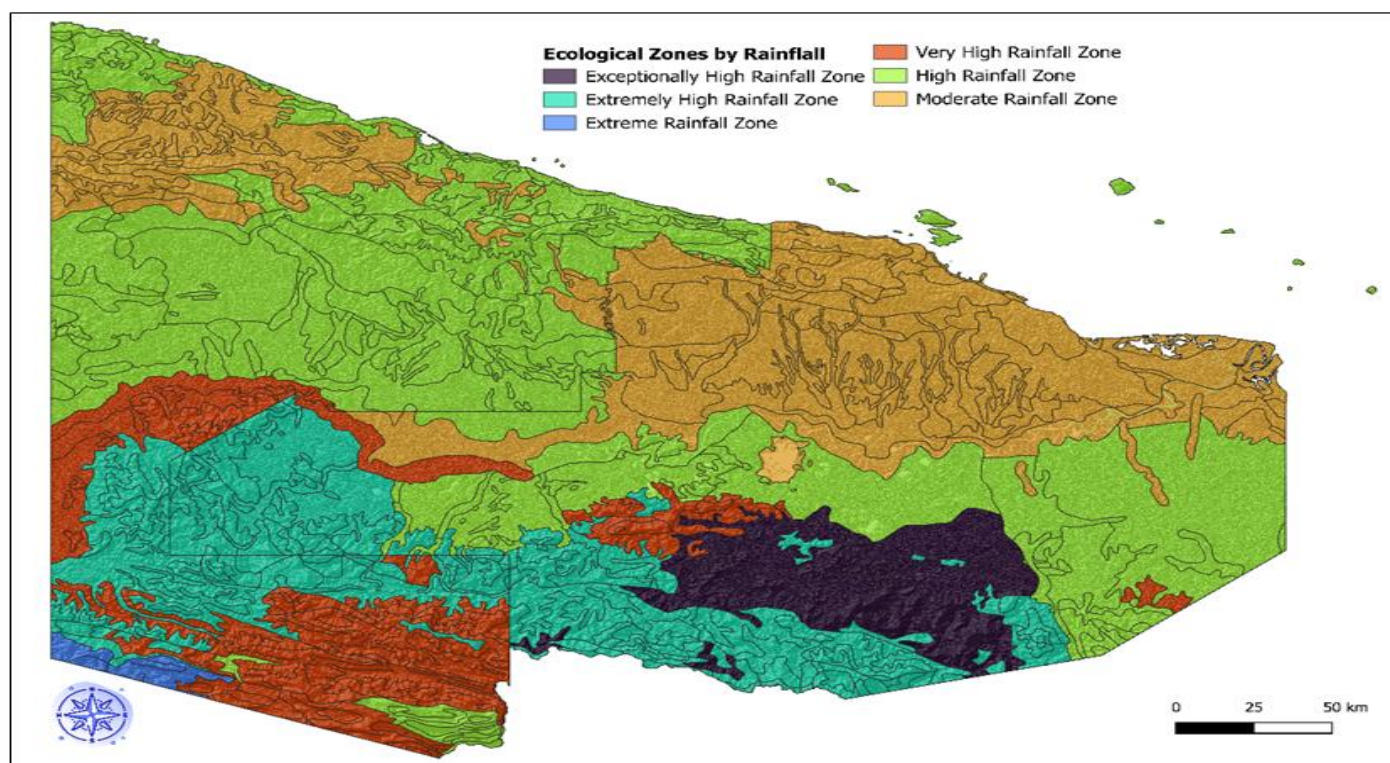 Ecological Zones by Rainflall
Exceptionally High Rainfall Zone
Extremely High Rainfall Zone
Extreme Rainfall Zone
Very High Rainfall Zone
High Rainfall Zone
Moderate Rainfall Zone
0 25 50 km